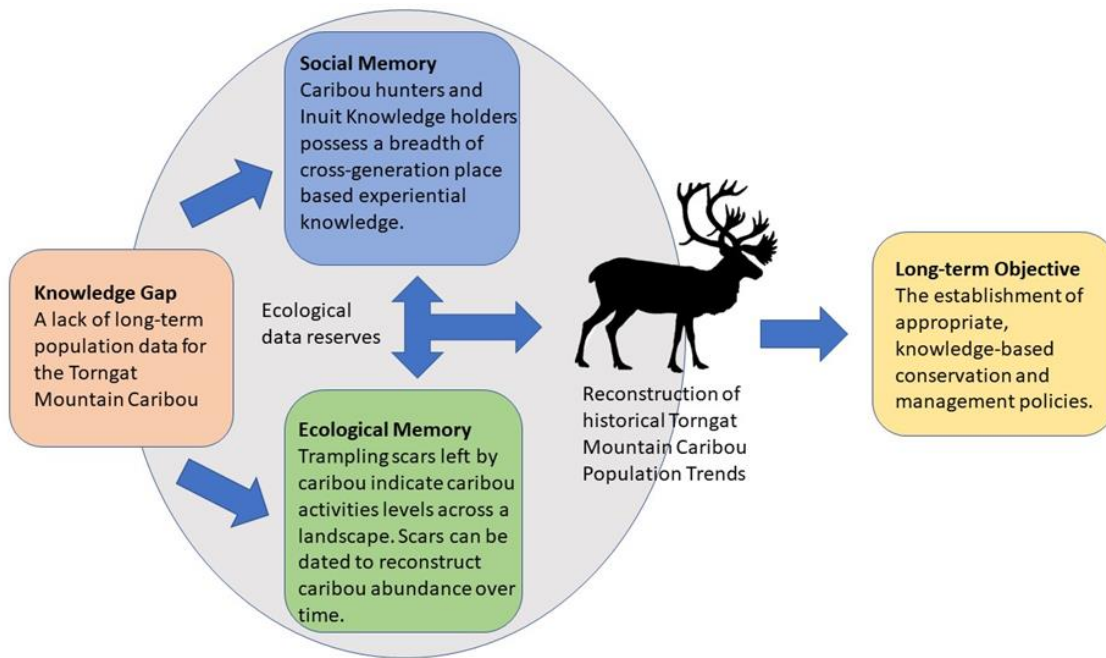 Social Memory
Caribou hunters and
Inuit Knowledge holders
possess a breadth of
cross-generation place
based experiential
knowledge.
Knowledge Gap
A lack of long-term
population data for
the Torngat
Mountain Caribou
Ecological
data reserves
Ecological Memory
Trampling scars left by
caribou indicate caribou
activities levels across a
landscape. Scars can be
dated to reconstruct
caribou abundance over
time.
Reconstruction of
historical Torngat
Mountain Caribou
Population Trends
Long-term Objective
The establishment of
appropriate,
knowledge-based
conservation and
management policies.